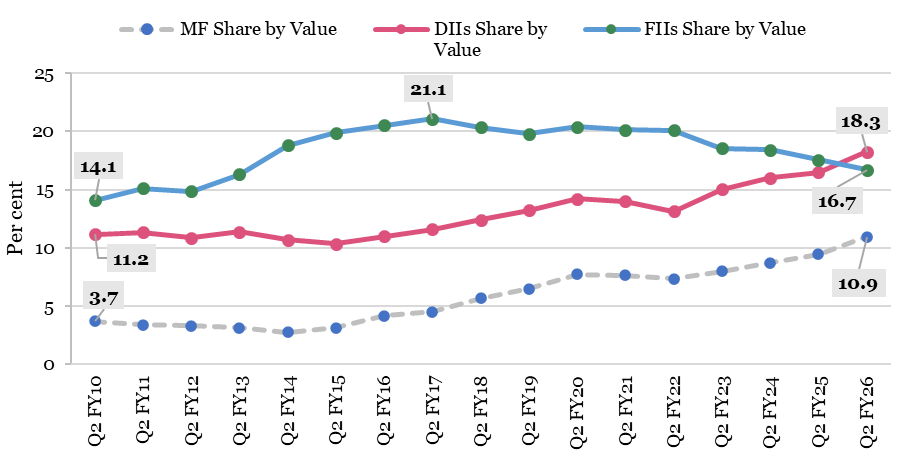 MF Share by Value
DIIs Share by
Value
FIIs Share by Value
Per cent
25
20
15
10
5
0
14.1
11.2
3.7
21.1
18.3
16.7
10.9
Q2 FY10
Q2 FY11
Q2 FY12
Q2 FY13
Q2 FY14
Q2 FY15
Q2 FY16
Q2 FY17
Q2 FY18
Q2 FY19
Q2 FY20
Q2 FY21
Q2 FY22
Q2 FY23
Q2 FY24
Q2 FY25
Q2 FY26